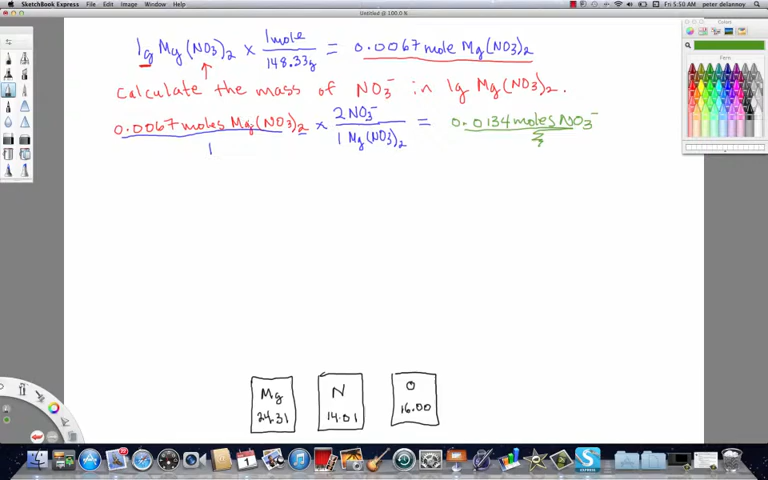 SketchBook Express File Edit Image Window Help Fri 5:50 AM peter delannoy
Untitled @ 100.0 %
Colors
1g Mg(NO3)2 × 1mole / 148.33g = 0.0067 mole Mg(NO3)2
Fern
Calculate the mass of NO3⁻ in 1g Mg(NO3)2.
0.0067 moles Mg(NO3)2 / 1 × 2NO3⁻ / 1 Mg(NO3)2 = 0.0134 moles NO3⁻
Mg N O
24.31 14.01 16.00